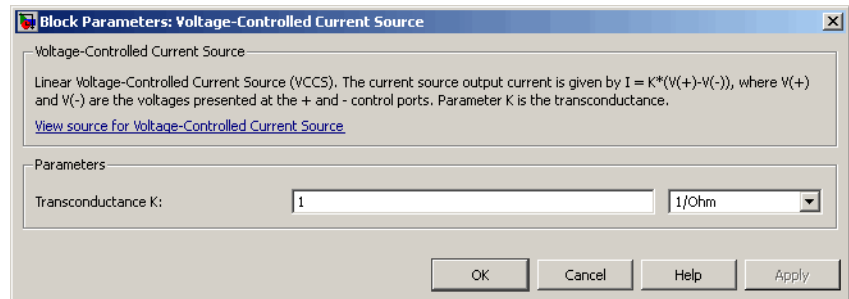 Block Parameters: Voltage-Controlled Current Source
Voltage-Controlled Current Source
Linear Voltage-Controlled Current Source (VCCS). The current source output current is given by I = K*(V(+)-V(-)), where V(+)
and V(-) are the voltages presented at the + and - control ports. Parameter K is the transconductance.
View source for Voltage-Controlled Current Source
Parameters
Transconductance K: 1 1/Ohm
OK Cancel Help Apply